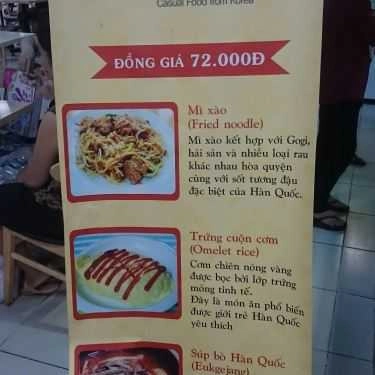 Casual Food from Korea
ĐỒNG GIÁ 72.000Đ
Mì xào
(Fried noodle)
Mì xào kết hợp với Gogi,
hải sản và nhiều loại rau
khác nhau hòa quyện
cùng với sốt tương đậu
đặc biệt của Hàn Quốc.
Trứng cuộn cơm
(Omelet rice)
Cơm chiên nóng vàng
được bọc bởi lớp trứng
mỏng tinh tế.
Đây là món ăn phổ biến
được giới trẻ Hàn Quốc
yêu thích
Súp bò Hàn Quốc
(Eukgejang)